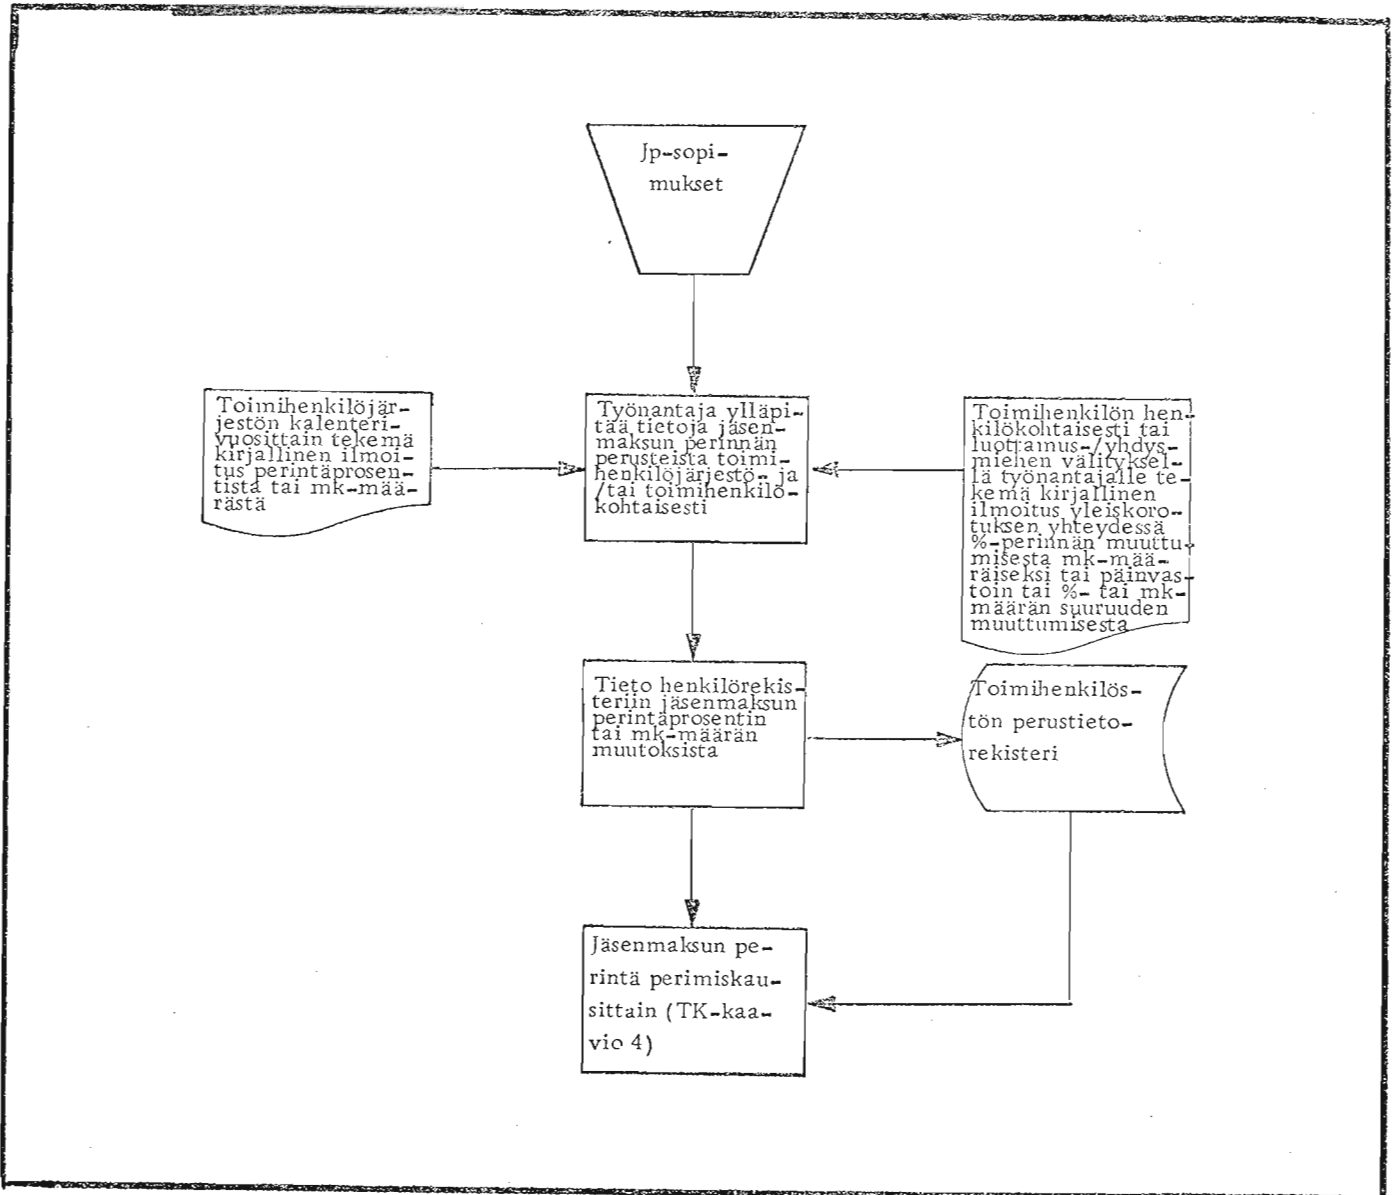 Jp-sopi-
mukset
Toimihenkilöjär-
jestön kalenteri-
vuosittain tekemä
kirjallinen ilmoi-
tus perintäprosen-
tista tai mk-mää-
rästä
Työnantaja ylläpi-
tää tietoja jäsen-
maksun perinnän
perusteista toimi-
henkilöjärjestö- ja
/tai toimihenkilö-
kohtaisesti
Toimihenkilön hen-
kilökohtaisesti tai
luottamus-/yhdys-
miehen välityksel-
lä työnantajalle te-
kemä kirjallinen
ilmoitus yleiskoro-
tuksen yhteydessä
%-perinnän muuttu-
misesta mk-mää-
räiseksi tai päinvas-
toin tai %- tai mk-
määrän suuruuden
muuttumisesta
Tieto henkilörekis-
teriin jäsenmaksun
perintäprosentin
tai mk-määrän
muutoksista
Toimihenkilös-
tön perustieto-
rekisteri
Jäsenmaksun pe-
rintä perimiskau-
sittain (TK-kaa-
vio 4)